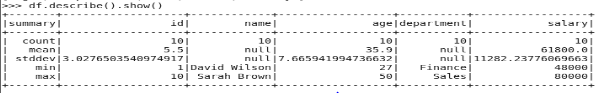 >>> df.describe().show()
|summary| id| name| age|department| salary|
| count| 10| 10| 10| 10| 10|
| mean| 5.5| null| 35.9| null| 61800.0|
| stddev|3.0276503540974917| null|7.665941994736632| null|11282.23776069663|
| min| 1|David Wilson| 27| Finance| 48000|
| max| 10| Sarah Brown| 50| Sales| 80000|